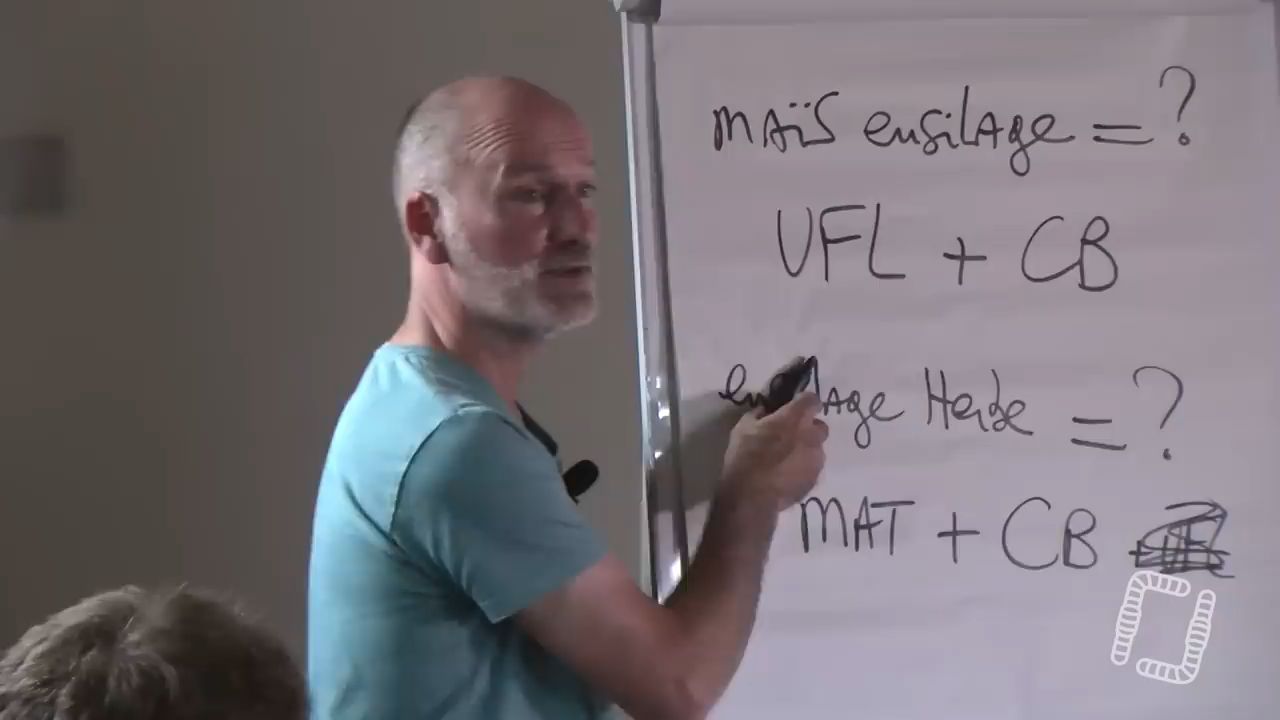 MAÏS ensilage = ?
UFL + CB
Herbe = ?
MAT + CB